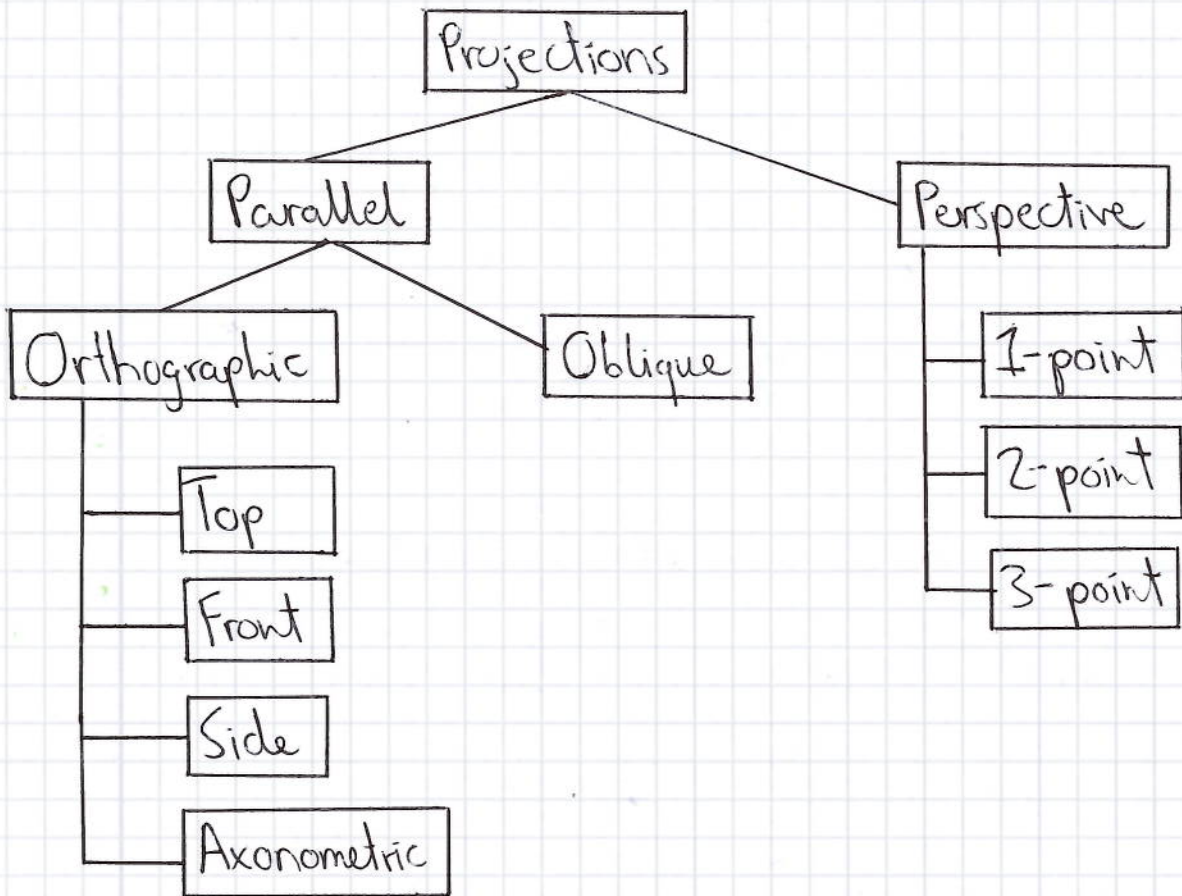 Projections
Parallel
Perspective
Orthographic
Oblique
1-point
2-point
3-point
Top
Front
Side
Axonometric